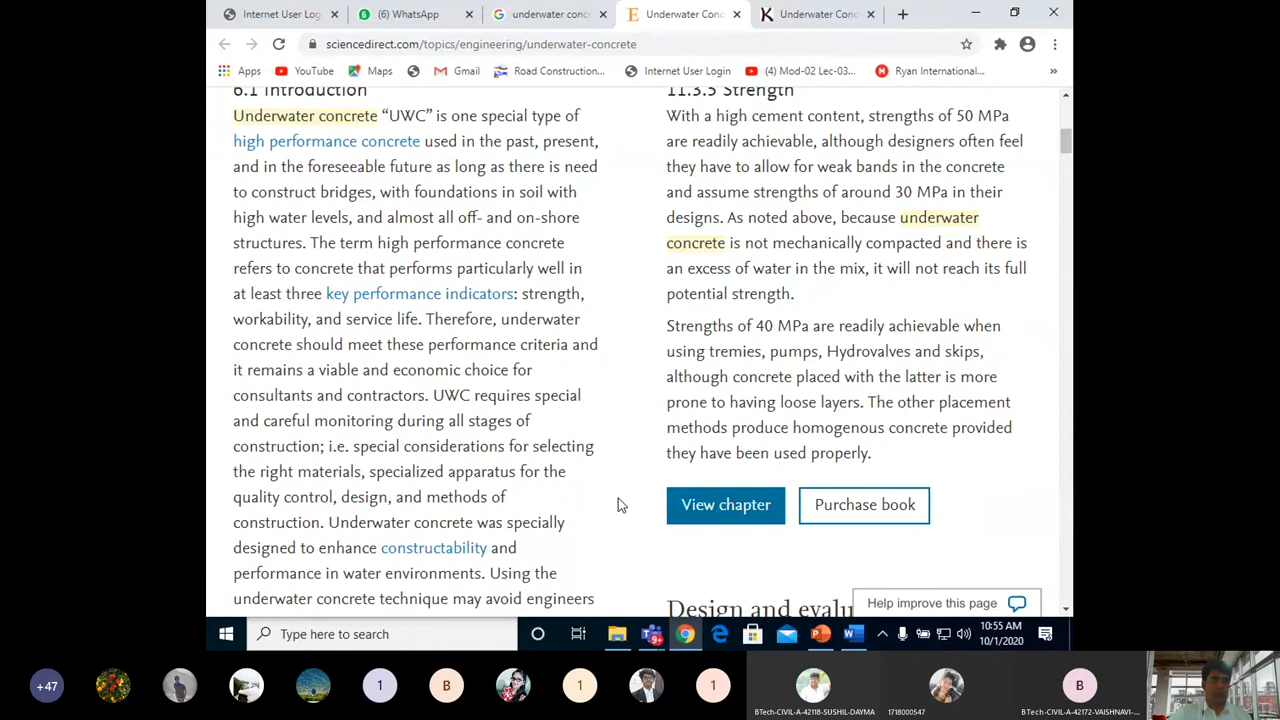 Internet User Log
(6) WhatsApp
underwater conc
Underwater Conc
Underwater Conc
sciencedirect.com/topics/engineering/underwater-concrete
Apps
YouTube
Maps
Gmail
Road Construction...
Internet User Login
(4) Mod-02 Lec-03...
Ryan International...
»
6.1 Introduction
Underwater concrete “UWC” is one special type of
high performance concrete used in the past, present,
and in the foreseeable future as long as there is need
to construct bridges, with foundations in soil with
high water levels, and almost all off- and on-shore
structures. The term high performance concrete
refers to concrete that performs particularly well in
at least three key performance indicators: strength,
workability, and service life. Therefore, underwater
concrete should meet these performance criteria and
it remains a viable and economic choice for
consultants and contractors. UWC requires special
and careful monitoring during all stages of
construction; i.e. special considerations for selecting
the right materials, specialized apparatus for the
quality control, design, and methods of
construction. Underwater concrete was specially
designed to enhance constructability and
performance in water environments. Using the
underwater concrete technique may avoid engineers
11.3.5 Strength
With a high cement content, strengths of 50 MPa
are readily achievable, although designers often feel
they have to allow for weak bands in the concrete
and assume strengths of around 30 MPa in their
designs. As noted above, because underwater
concrete is not mechanically compacted and there is
an excess of water in the mix, it will not reach its full
potential strength.
Strengths of 40 MPa are readily achievable when
using tremies, pumps, Hydrovalves and skips,
although concrete placed with the latter is more
prone to having loose layers. The other placement
methods produce homogenous concrete provided
they have been used properly.
View chapter
Purchase book
Design and evalu
Help improve this page
Type here to search
9+
10:55 AM
10/1/2020
+47
1
B
1
1
B
BTech-CIVIL-A-42118-SUSHIL-DAYMA
1718000547
BTech-CIVIL-A-42172-VAISHNAVI-...